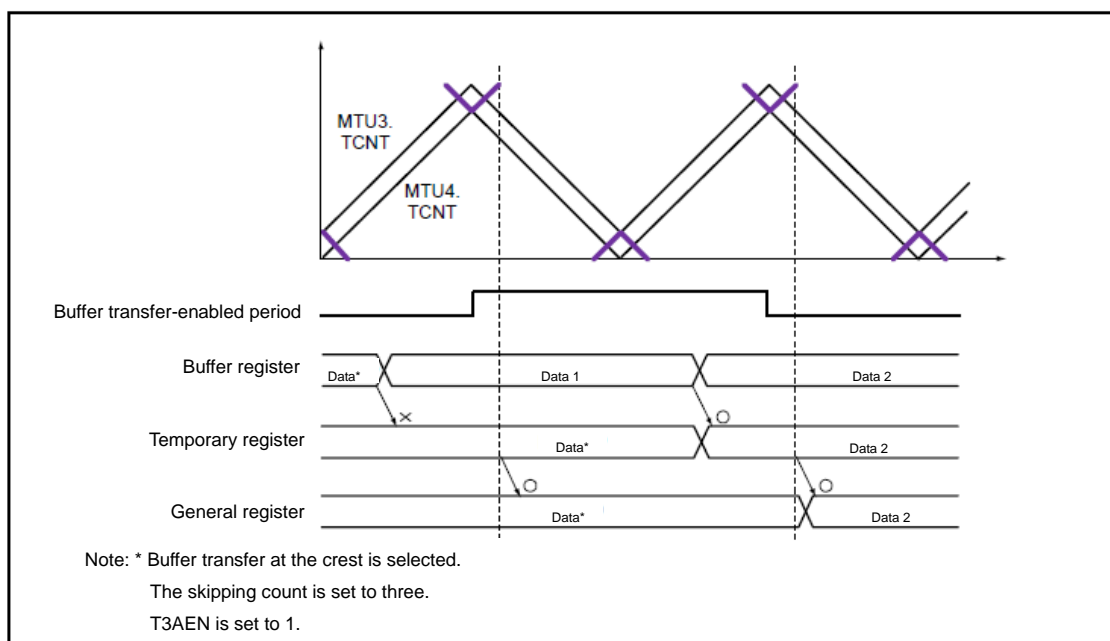 MTU3.
TCNT
MTU4.
TCNT
Buffer transfer-enabled period
Buffer register
Data*
Data 1
Data 2
Temporary register
Data*
Data 2
General register
Data*
Data 2
Note: * Buffer transfer at the crest is selected.
The skipping count is set to three.
T3AEN is set to 1.